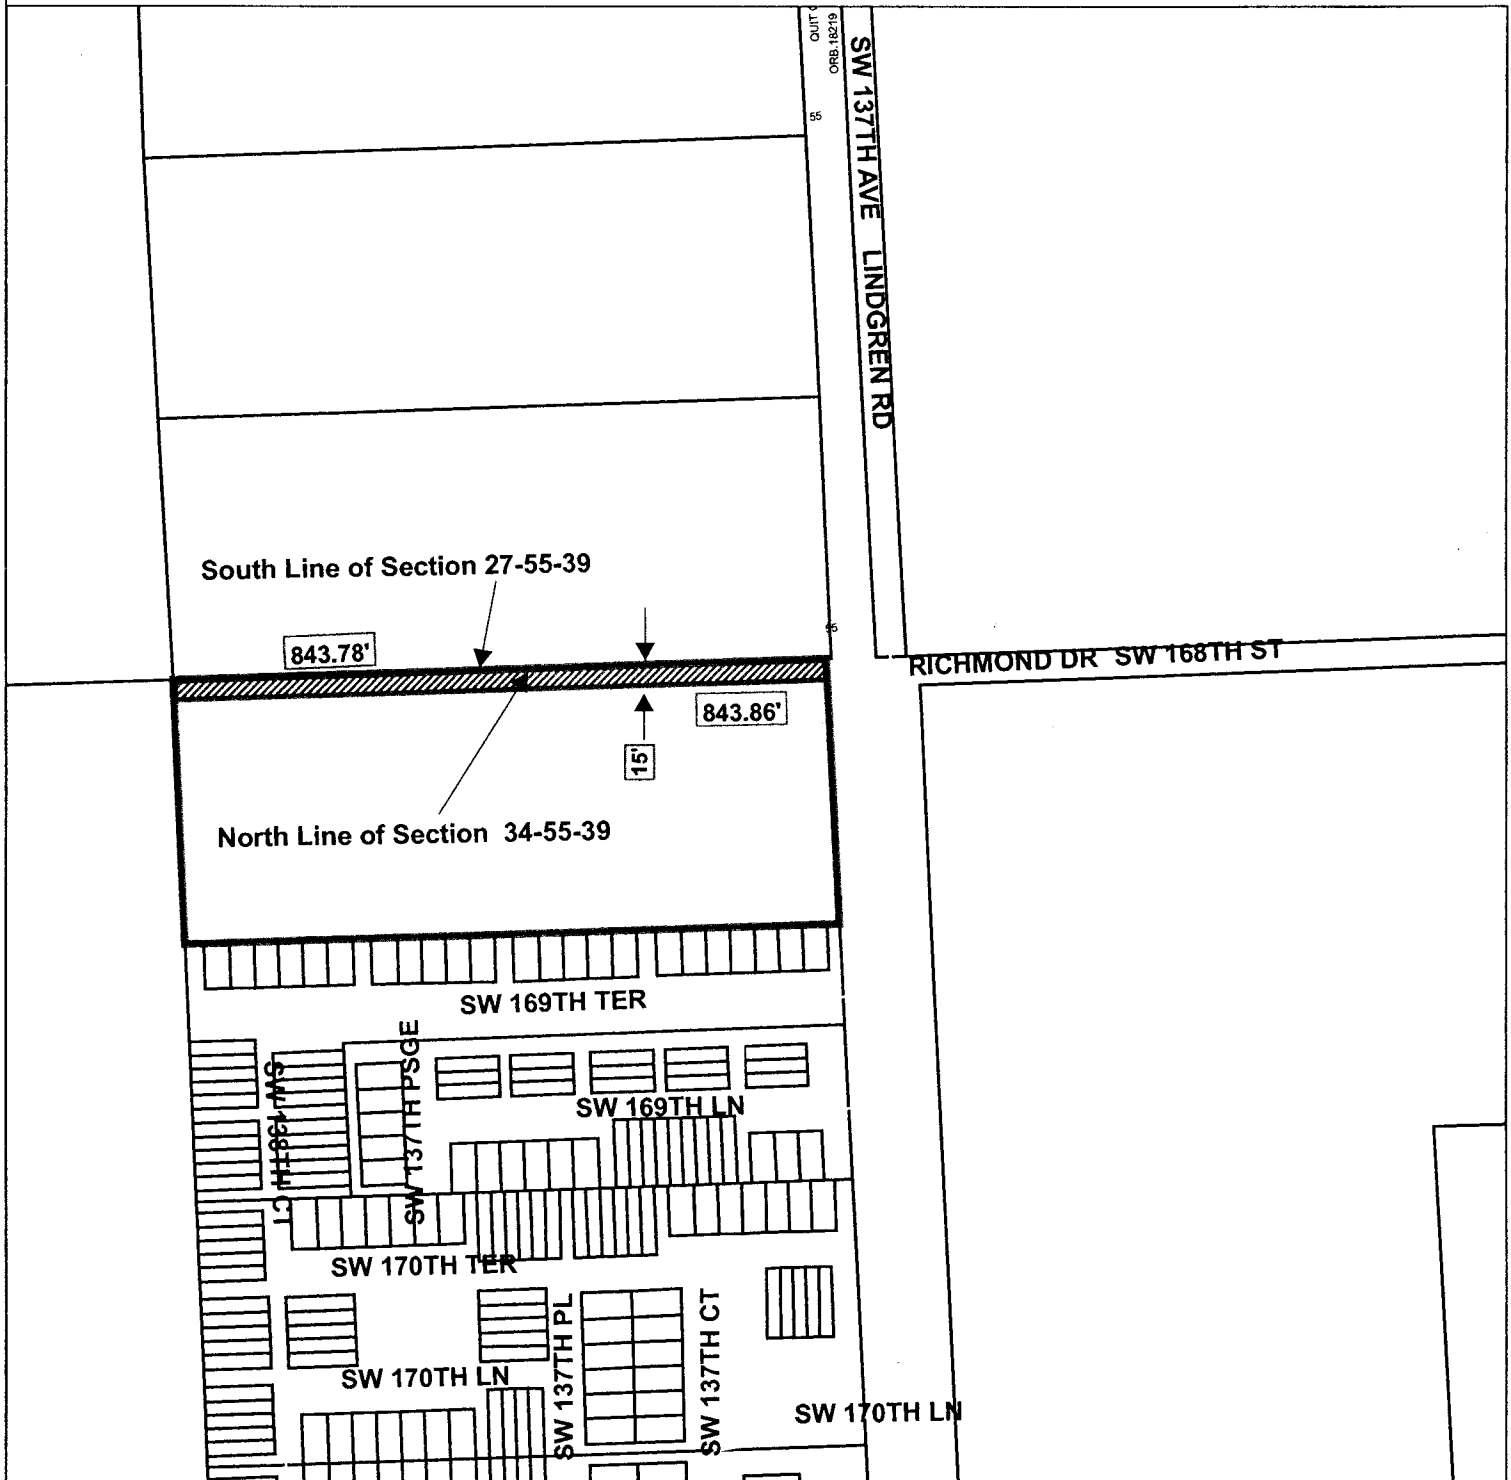 QUIT
ORB.18219
55
SW 137TH AVE LINDGREN RD
South Line of Section 27-55-39
55
843.78'
RICHMOND DR SW 168TH ST
843.86'
15'
North Line of Section 34-55-39
SW 169TH TER
SW 137TH PSGE
SW 138TH CT
SW 169TH LN
SW 170TH TER
SW 137TH PL
SW 137TH CT
SW 170TH LN
SW 170TH LN